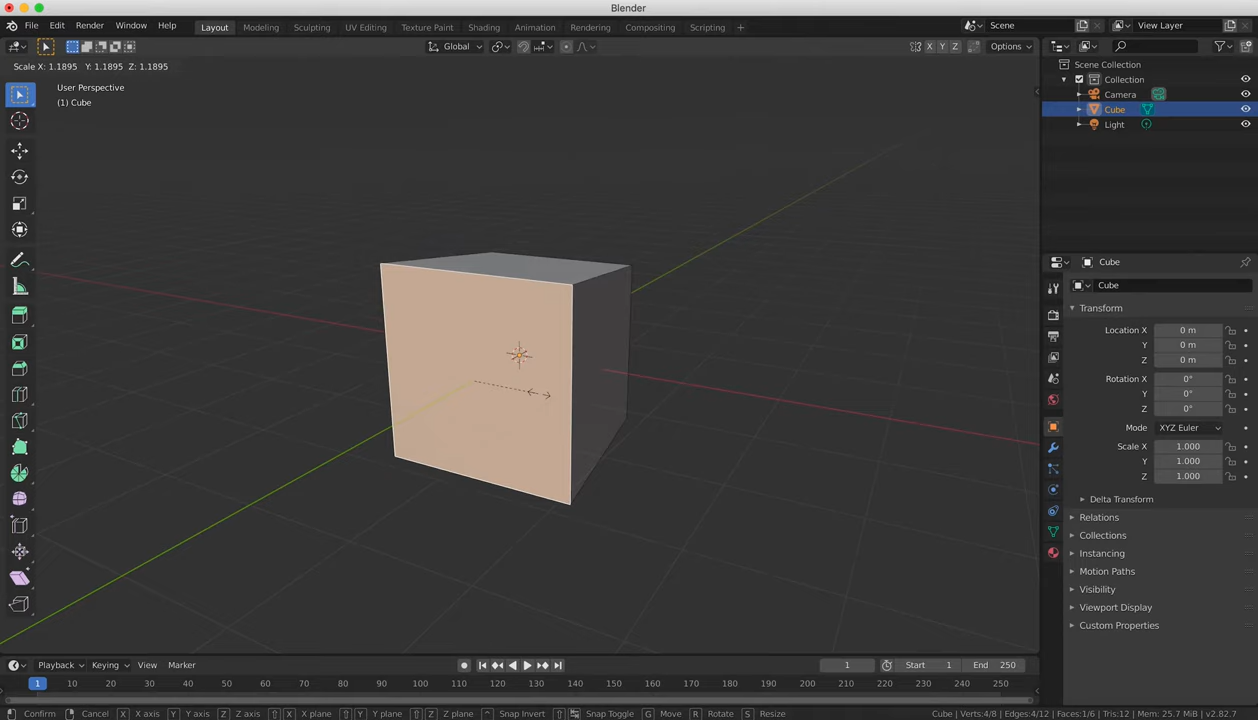 Blender
File Edit Render Window Help Layout Modeling Sculpting UV Editing Texture Paint Shading Animation Rendering Compositing Scripting + Scene View Layer
Global X Y Z Options
Scale X: 1.1895 Y: 1.1895 Z: 1.1895
User Perspective
(1) Cube
Scene Collection
Collection
Camera
Cube
Light
Cube
Cube
Transform
Location X 0 m
Y 0 m
Z 0 m
Rotation X 0°
Y 0°
Z 0°
Mode XYZ Euler
Scale X 1.000
Y 1.000
Z 1.000
Delta Transform
Relations
Collections
Instancing
Motion Paths
Visibility
Viewport Display
Custom Properties
Playback Keying View Marker 1 Start 1 End 250
1 10 20 30 40 50 60 70 80 90 100 110 120 130 140 150 160 170 180 190 200 210 220 230 240 250
Confirm Cancel X X axis Y Y axis Z Z axis X X plane Y Y plane Z Z plane Snap Invert Snap Toggle G Move R Rotate S Resize Cube | Verts:4/8 | Edges:4/12 | Faces:1/6 | Tris:12 | Mem: 25.7 MiB | v2.82.7